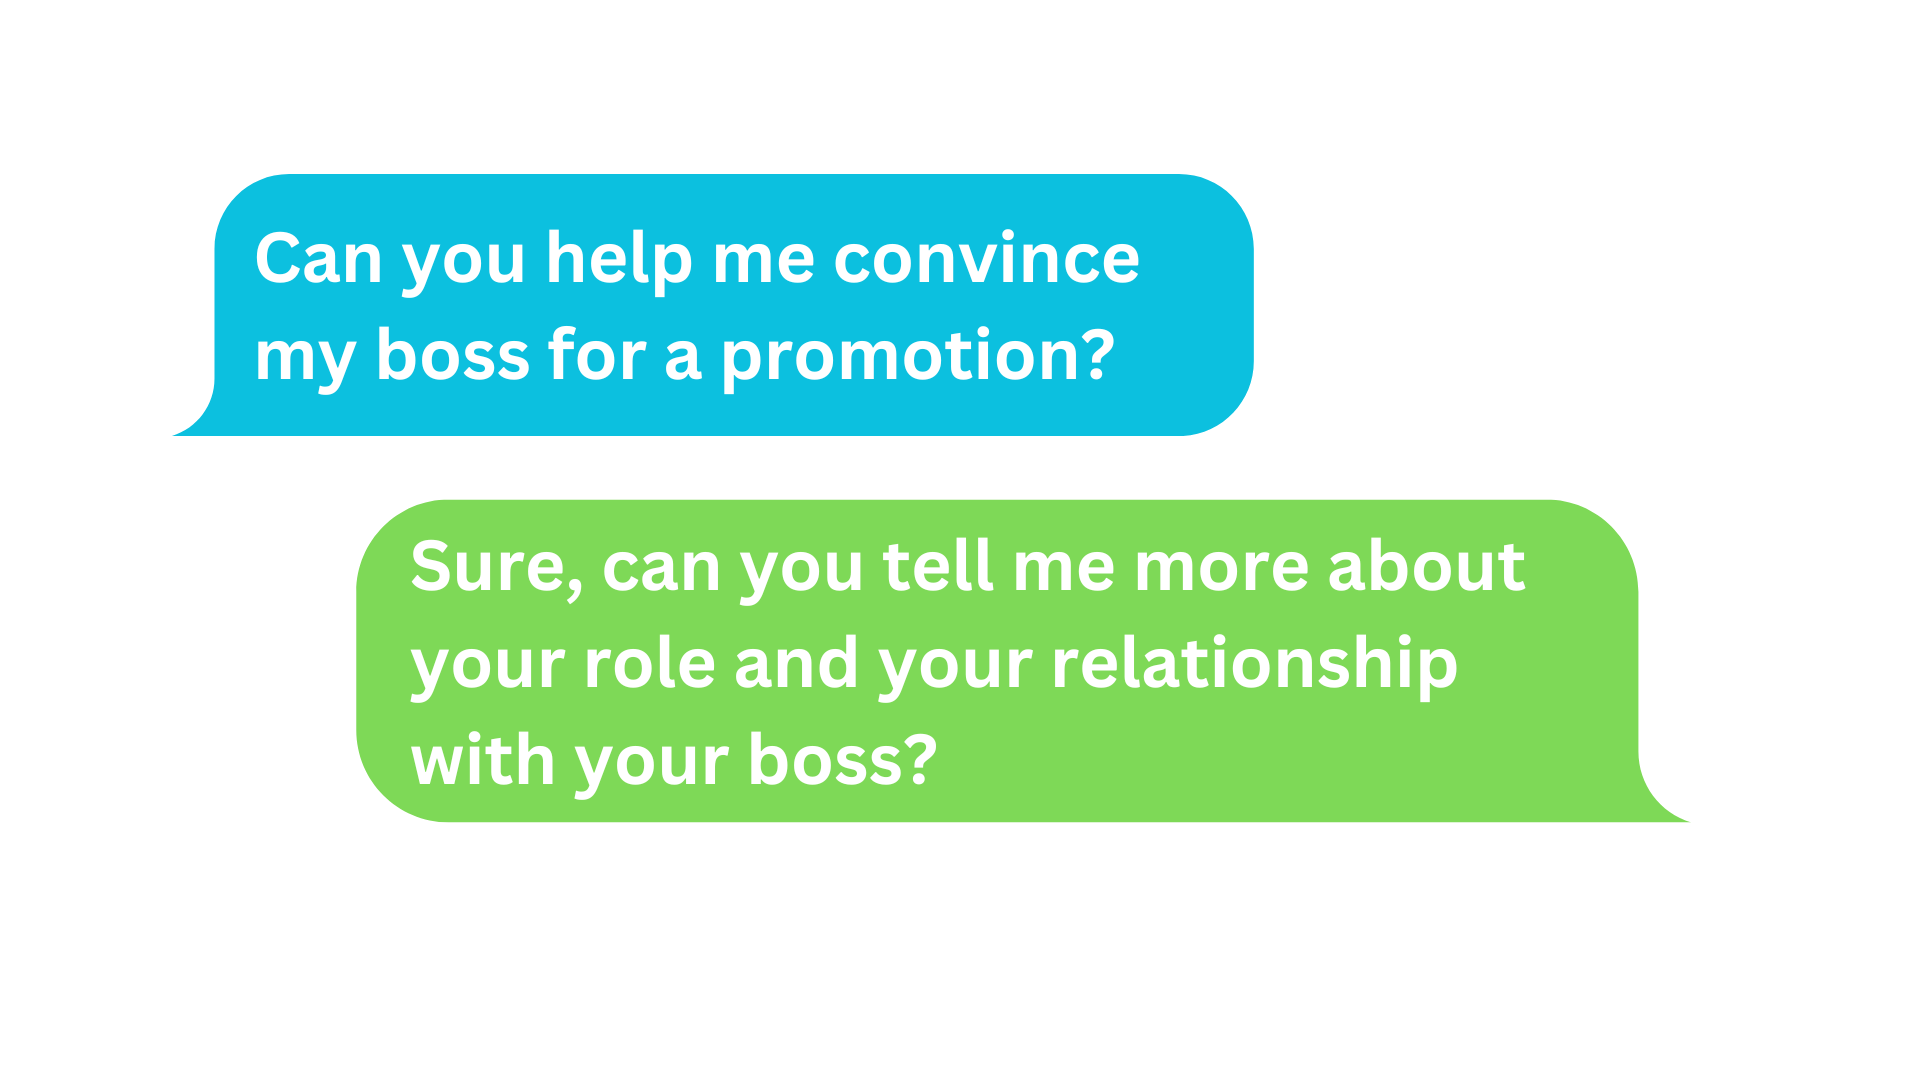 Can you help me convince
my boss for a promotion?
Sure, can you tell me more about
your role and your relationship
with your boss?